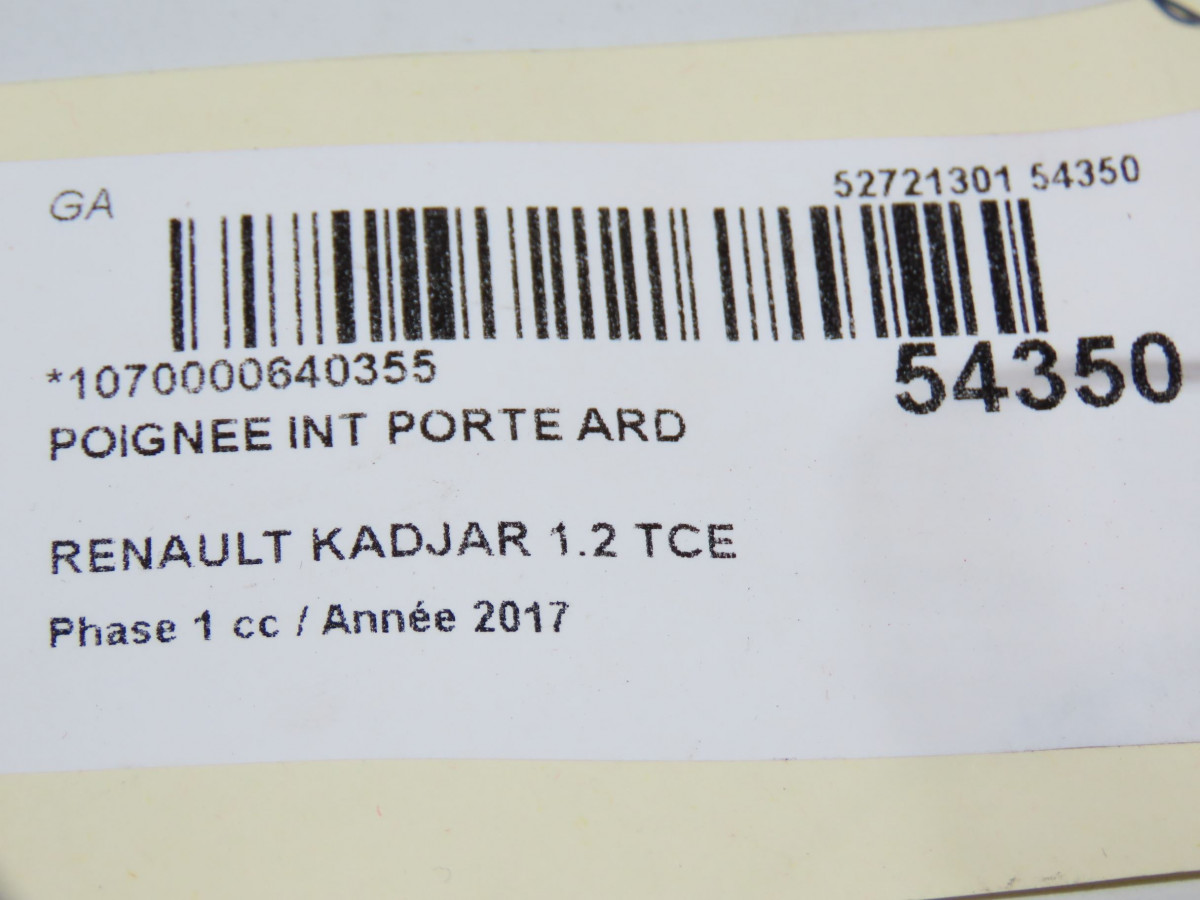 GA
52721301 54350
*1070000640355
54350
POIGNEE INT PORTE ARD
RENAULT KADJAR 1.2 TCE
Phase 1 cc / Année 2017